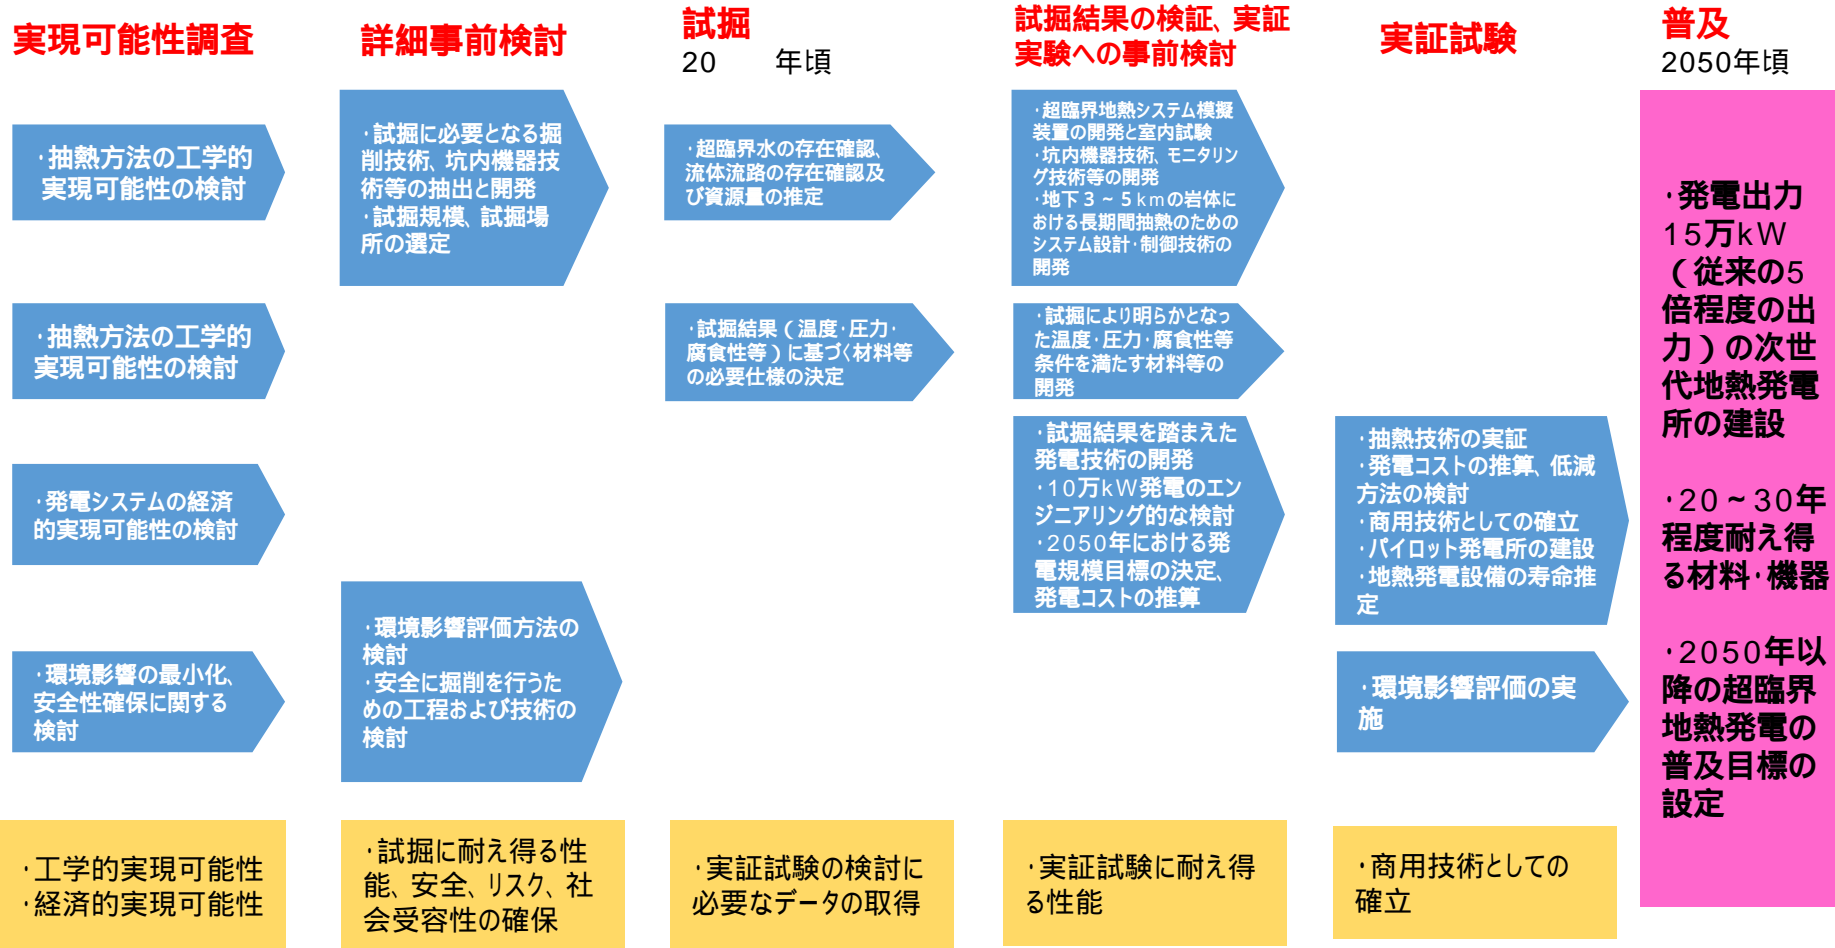 実現可能性調査
・抽熱方法の工学的
実現可能性の検討
・抽熱方法の工学的
実現可能性の検討
・発電システムの経済
的実現可能性の検討
・環境影響の最小化、
安全性確保に関する
検討
・工学的実現可能性
・経済的実現可能性
詳細事前検討
・試掘に必要となる掘
削技術、坑内機器技
術等の抽出と開発
・試掘規模、試掘場
所の選定
・環境影響評価方法の
検討
・安全に掘削を行うた
めの工程および技術の
検討
・試掘に耐え得る性
能、安全、リスク、社
会受容性の確保
試掘
20　　年頃
・超臨界水の存在確認、
流体流路の存在確認及
び資源量の推定
・試掘結果(温度・圧力・
腐食性等)に基づく材料等
の必要仕様の決定
・実証試験の検討に
必要なデータの取得
試掘結果の検証、実証
実験への事前検討
・超臨界地熱システム模擬
装置の開発と室内試験
・坑内機器技術、モニタリン
グ技術等の開発
・地下3~5kmの岩体に
おける長期間抽熱のための
システム設計・制御技術の
開発
・試掘により明らかとなっ
た温度・圧力・腐食性等
条件を満たす材料等の
開発
・試掘結果を踏まえた
発電技術の開発
・10万kW発電のエン
ジニアリング的な検討
・2050年における発
電規模目標の決定、
発電コストの推算
・実証試験に耐え得
る性能
実証試験
・抽熱技術の実証
・発電コストの推算、低減
方法の検討
・商用技術としての確立
・パイロット発電所の建設
・地熱発電設備の寿命推
定
・環境影響評価の実
施
・商用技術としての
確立
普及
2050年頃
・発電出力
15万kW
(従来の5
倍程度の出
力)の次世
代地熱発電
所の建設
・20~30年
程度耐え得
る材料・機器
・2050年以
降の超臨界
地熱発電の
普及目標の
設定